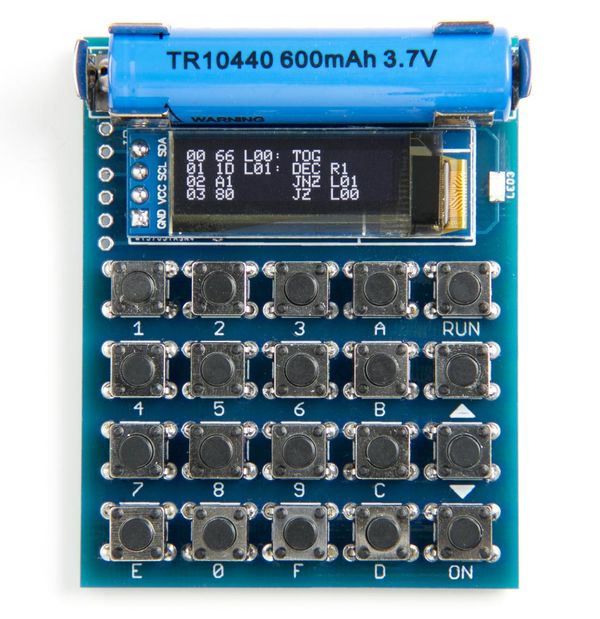 TR10440 600mAh 3.7V
WARNING
SDA
SCL
VCC
GND
00 66 L00: TOG
01 1D L01: DEC R1
02 A1 JNZ L01
03 80 JZ L00
LED3
1 2 3 A RUN
4 5 6 B
7 8 9 C
E 0 F D ON